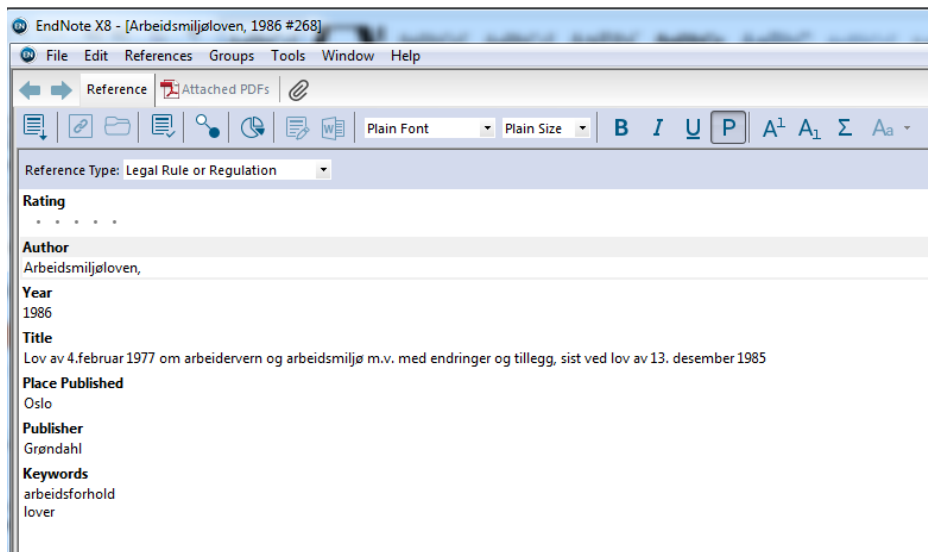 EndNote X8 - [Arbeidsmiljøloven, 1986 #268]
File Edit References Groups Tools Window Help
Reference Attached PDFs
Plain Font Plain Size B I U P A1 A1 Σ Aa
Reference Type: Legal Rule or Regulation
Rating
Author
Arbeidsmiljøloven,
Year
1986
Title
Lov av 4.februar 1977 om arbeidervern og arbeidsmiljø m.v. med endringer og tillegg, sist ved lov av 13. desember 1985
Place Published
Oslo
Publisher
Grøndahl
Keywords
arbeidsforhold
lover